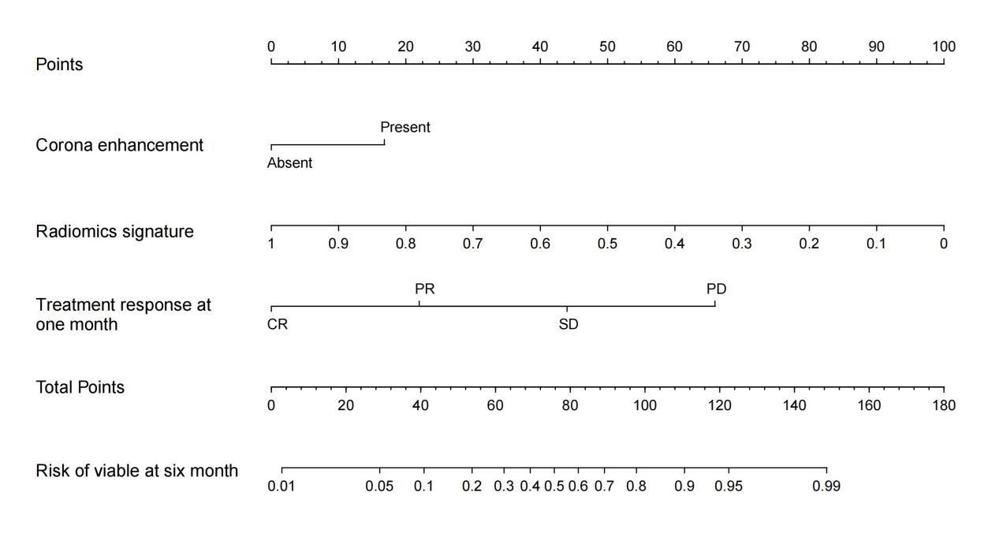 0 10 20 30 40 50 60 70 80 90 100
Points
Present
Corona enhancement
Absent
Radiomics signature
1 0.9 0.8 0.7 0.6 0.5 0.4 0.3 0.2 0.1 0
PR PD
Treatment response at
one month
CR SD
Total Points
0 20 40 60 80 100 120 140 160 180
Risk of viable at six month
0.01 0.05 0.1 0.2 0.3 0.4 0.5 0.6 0.7 0.8 0.9 0.95 0.99